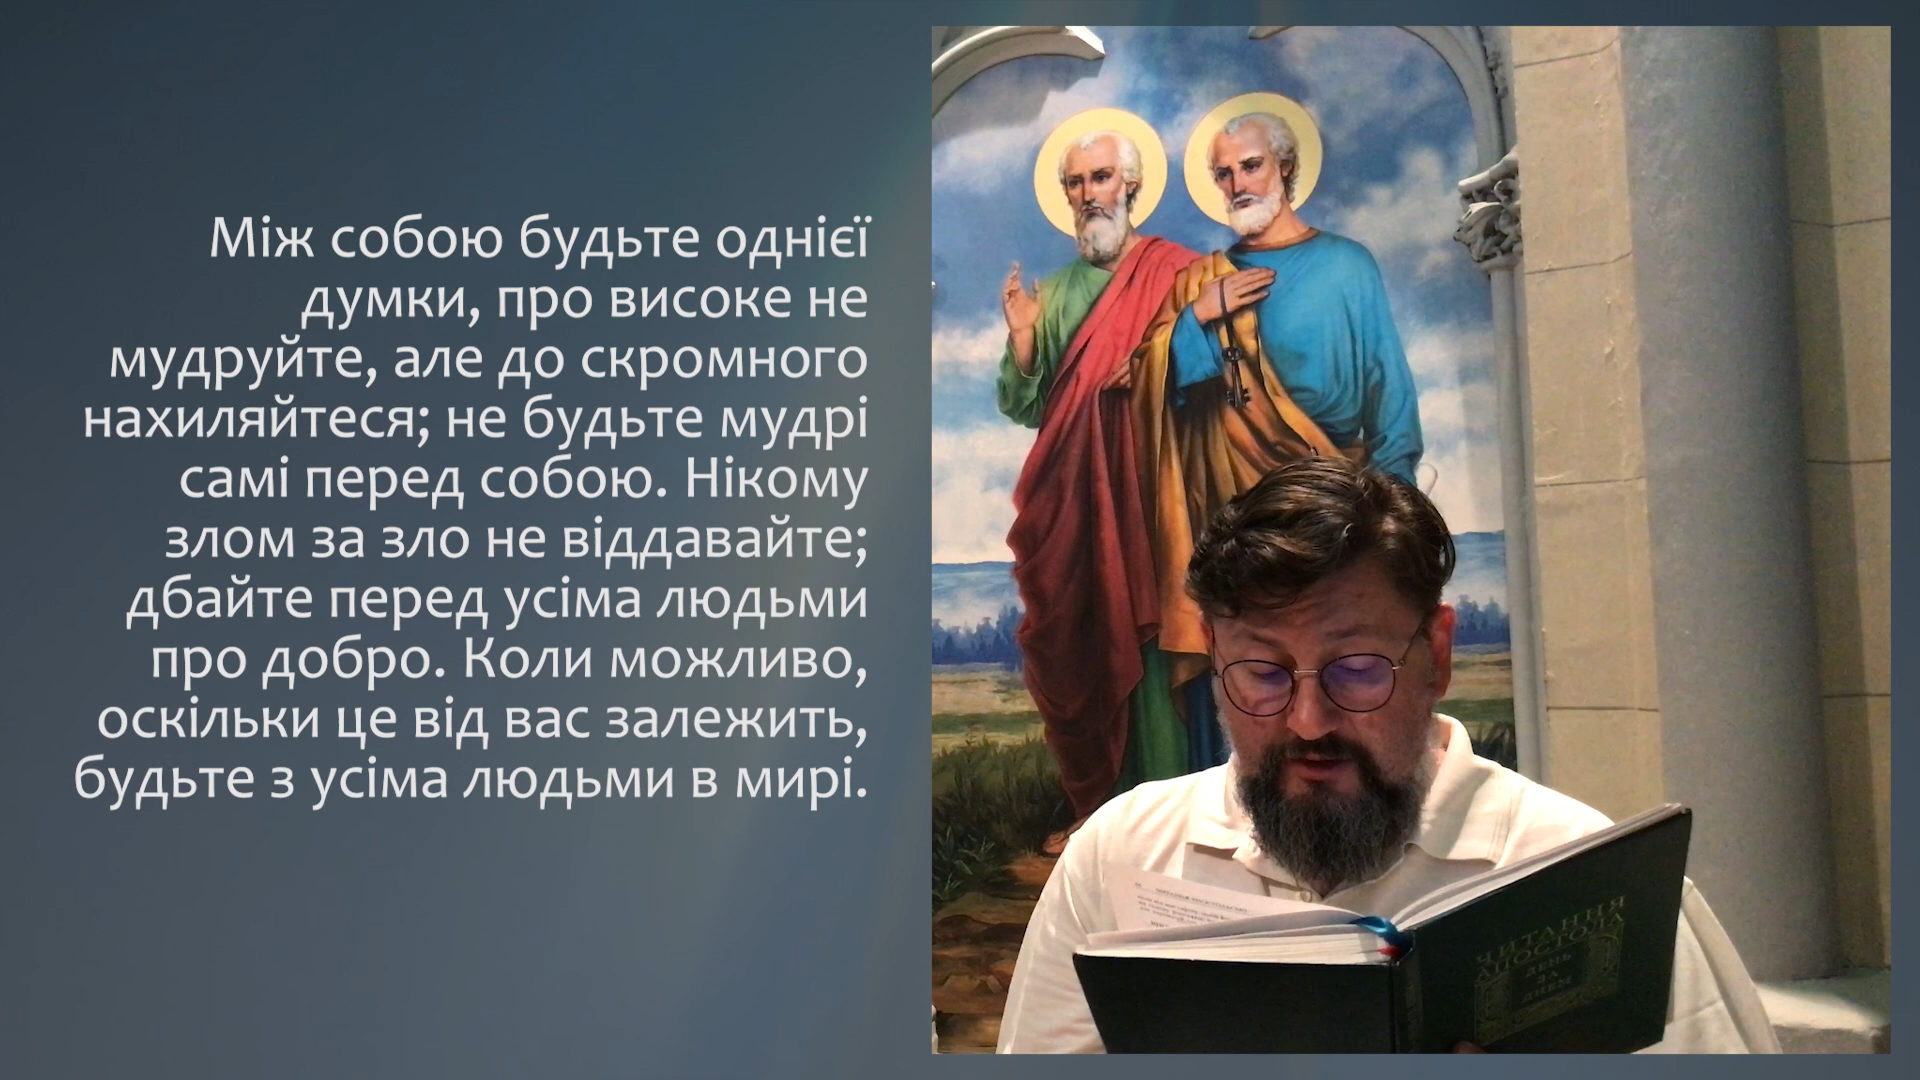 Між собою будьте однієї
думки, про високе не
мудруйте, але до скромного
нахиляйтеся; не будьте мудрі
самі перед собою. Нікому
злом за зло не віддавайте;
дбайте перед усіма людьми
про добро. Коли можливо,
оскільки це від вас залежить,
будьте з усіма людьми в мирі.
ЧИТАННЯ
АПОСТОЛА
ДЕНЬ
ЗА
ДНЕМ